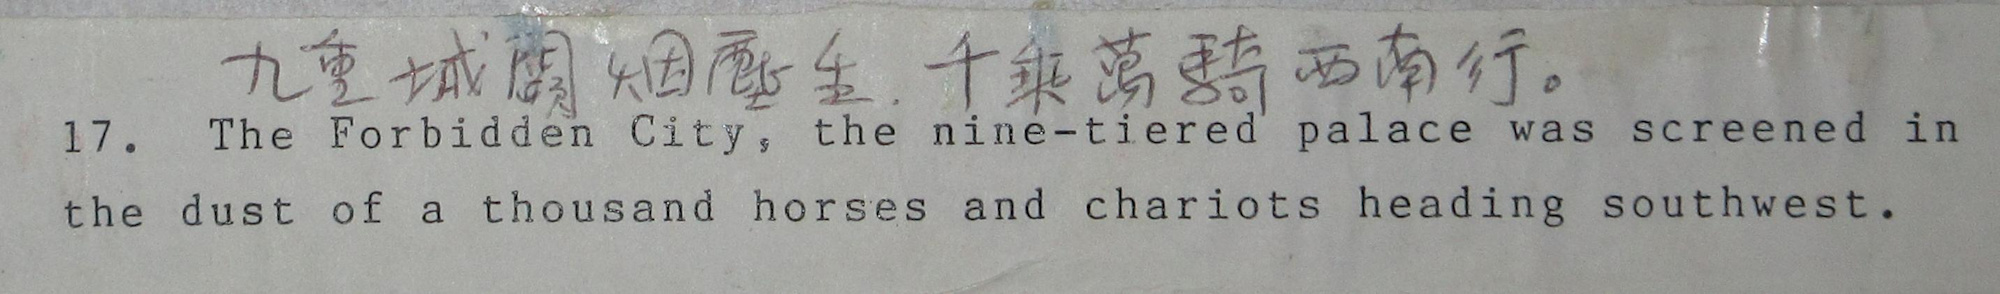 九重城闕烟塵生.千乘萬騎西南行。
17. The Forbidden City, the nine-tiered palace was screened in
the dust of a thousand horses and chariots heading southwest.